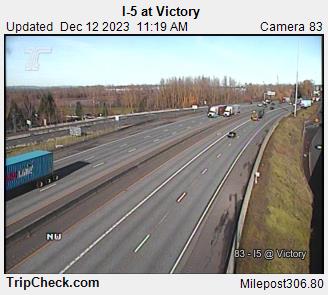 I-5 at Victory
Updated Dec 12 2023 11:19 AM Camera 83
NW
83 - I5 @ Victory
TripCheck.com Milepost306.80